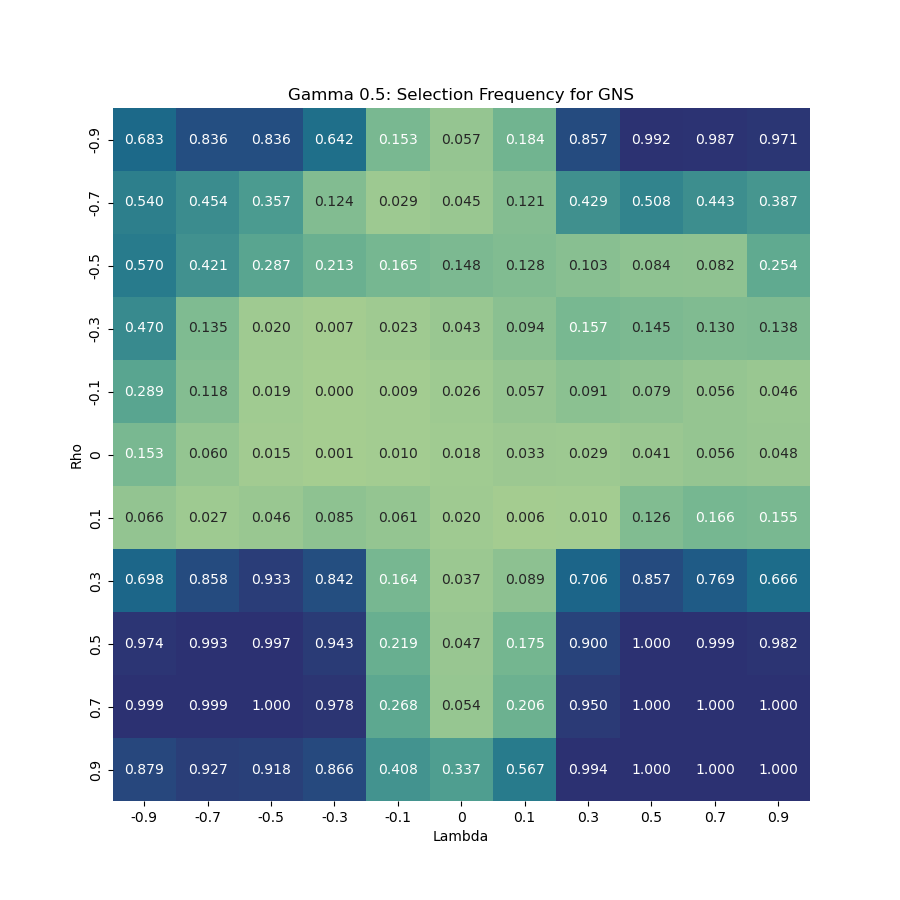 Gamma 0.5: Selection Frequency for GNS
-0.9 0.683 0.836 0.836 0.642 0.153 0.057 0.184 0.857 0.992 0.987 0.971
-0.7 0.540 0.454 0.357 0.124 0.029 0.045 0.121 0.429 0.508 0.443 0.387
-0.5 0.570 0.421 0.287 0.213 0.165 0.148 0.128 0.103 0.084 0.082 0.254
-0.3 0.470 0.135 0.020 0.007 0.023 0.043 0.094 0.157 0.145 0.130 0.138
-0.1 0.289 0.118 0.019 0.000 0.009 0.026 0.057 0.091 0.079 0.056 0.046
Rho
0 0.153 0.060 0.015 0.001 0.010 0.018 0.033 0.029 0.041 0.056 0.048
0.1 0.066 0.027 0.046 0.085 0.061 0.020 0.006 0.010 0.126 0.166 0.155
0.3 0.698 0.858 0.933 0.842 0.164 0.037 0.089 0.706 0.857 0.769 0.666
0.5 0.974 0.993 0.997 0.943 0.219 0.047 0.175 0.900 1.000 0.999 0.982
0.7 0.999 0.999 1.000 0.978 0.268 0.054 0.206 0.950 1.000 1.000 1.000
0.9 0.879 0.927 0.918 0.866 0.408 0.337 0.567 0.994 1.000 1.000 1.000
-0.9 -0.7 -0.5 -0.3 -0.1 0 0.1 0.3 0.5 0.7 0.9
Lambda